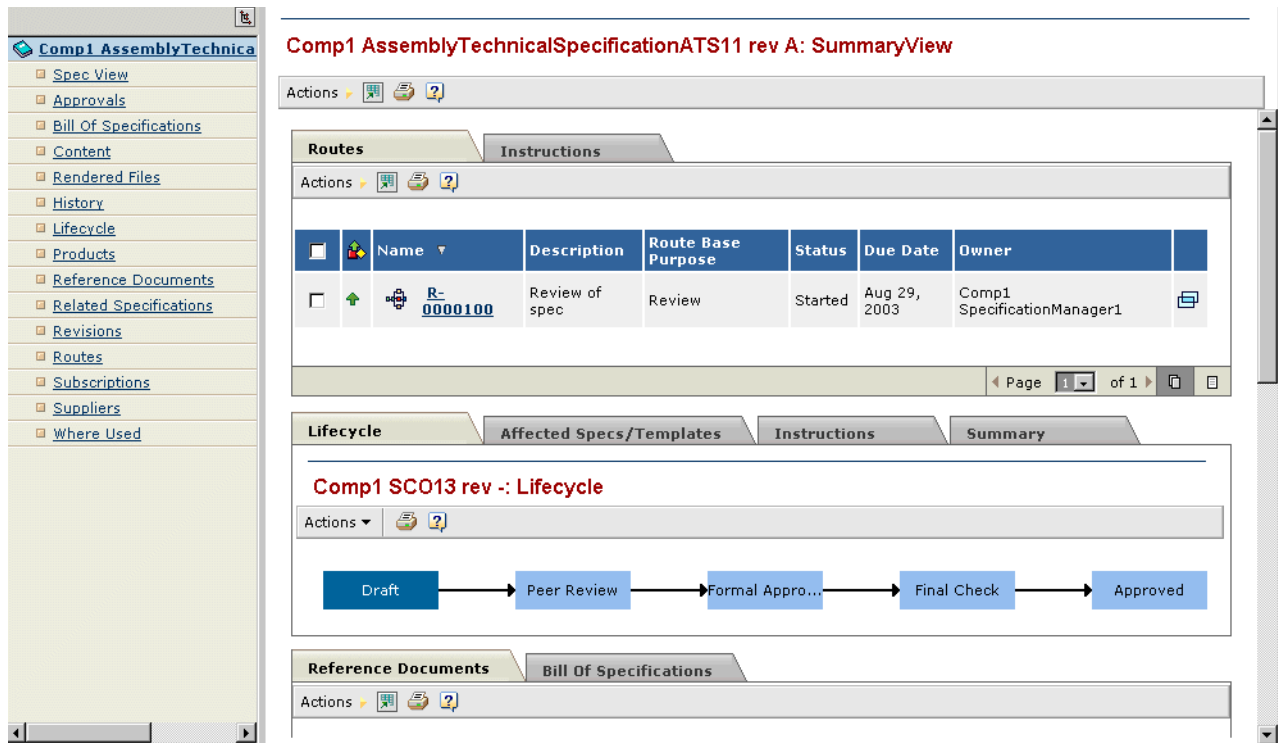 Comp1 AssemblyTechnica
Spec View
Approvals
Bill Of Specifications
Content
Rendered Files
History
Lifecycle
Products
Reference Documents
Related Specifications
Revisions
Routes
Subscriptions
Suppliers
Where Used
Comp1 AssemblyTechnicalSpecificationATS11 rev A: SummaryView
Actions
Routes Instructions
Actions
Name Description Route Base Purpose Status Due Date Owner
R-0000100 Review of spec Review Started Aug 29, 2003 Comp1 SpecificationManager1
Page 1 of 1
Lifecycle Affected Specs/Templates Instructions Summary
Comp1 SCO13 rev -: Lifecycle
Actions
Draft Peer Review Formal Appro... Final Check Approved
Reference Documents Bill Of Specifications
Actions